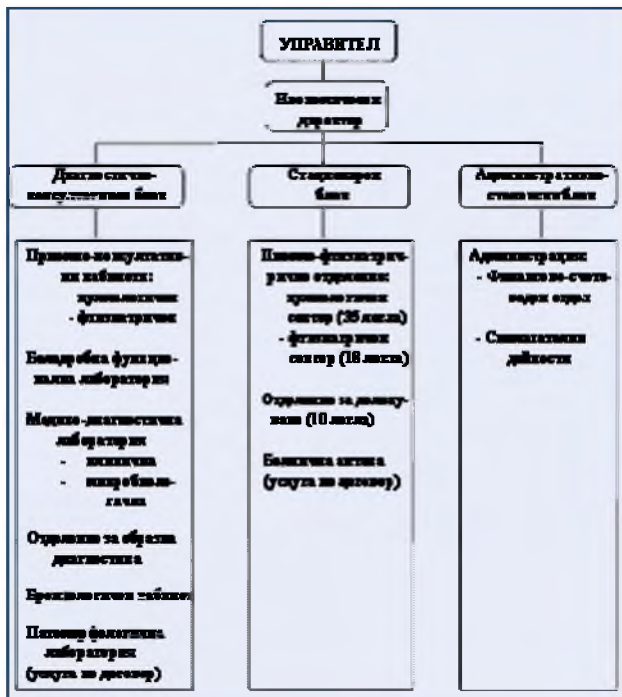 УПРАВИТЕЛ
директор
Диагностично-
консултативен блок
Стационарен
блок
Административно-
стопански блок
Приемно-консултатив-
ни кабинети:
- пулмологичен
- фтизиатричен
Белодробна функцио-
нална лаборатория
Медико-диагностична
лаборатория
- клинична
- микробиоло-
гична
Отделение за образна
диагностика
Бронхологичен кабинет
лаборатория
(услуга по договор)
Пневмо-фтизиатрич-
рично отделение:
пулмологичен
сектор (35 легла)
- фтизиатричен
сектор (18 легла)
Отделение за долеку-
ване (10 легла)
Болнична аптека
(услуга по договор)
Администрация:
- Финансово-счето-
воден отдел
- Спомагателни
дейности